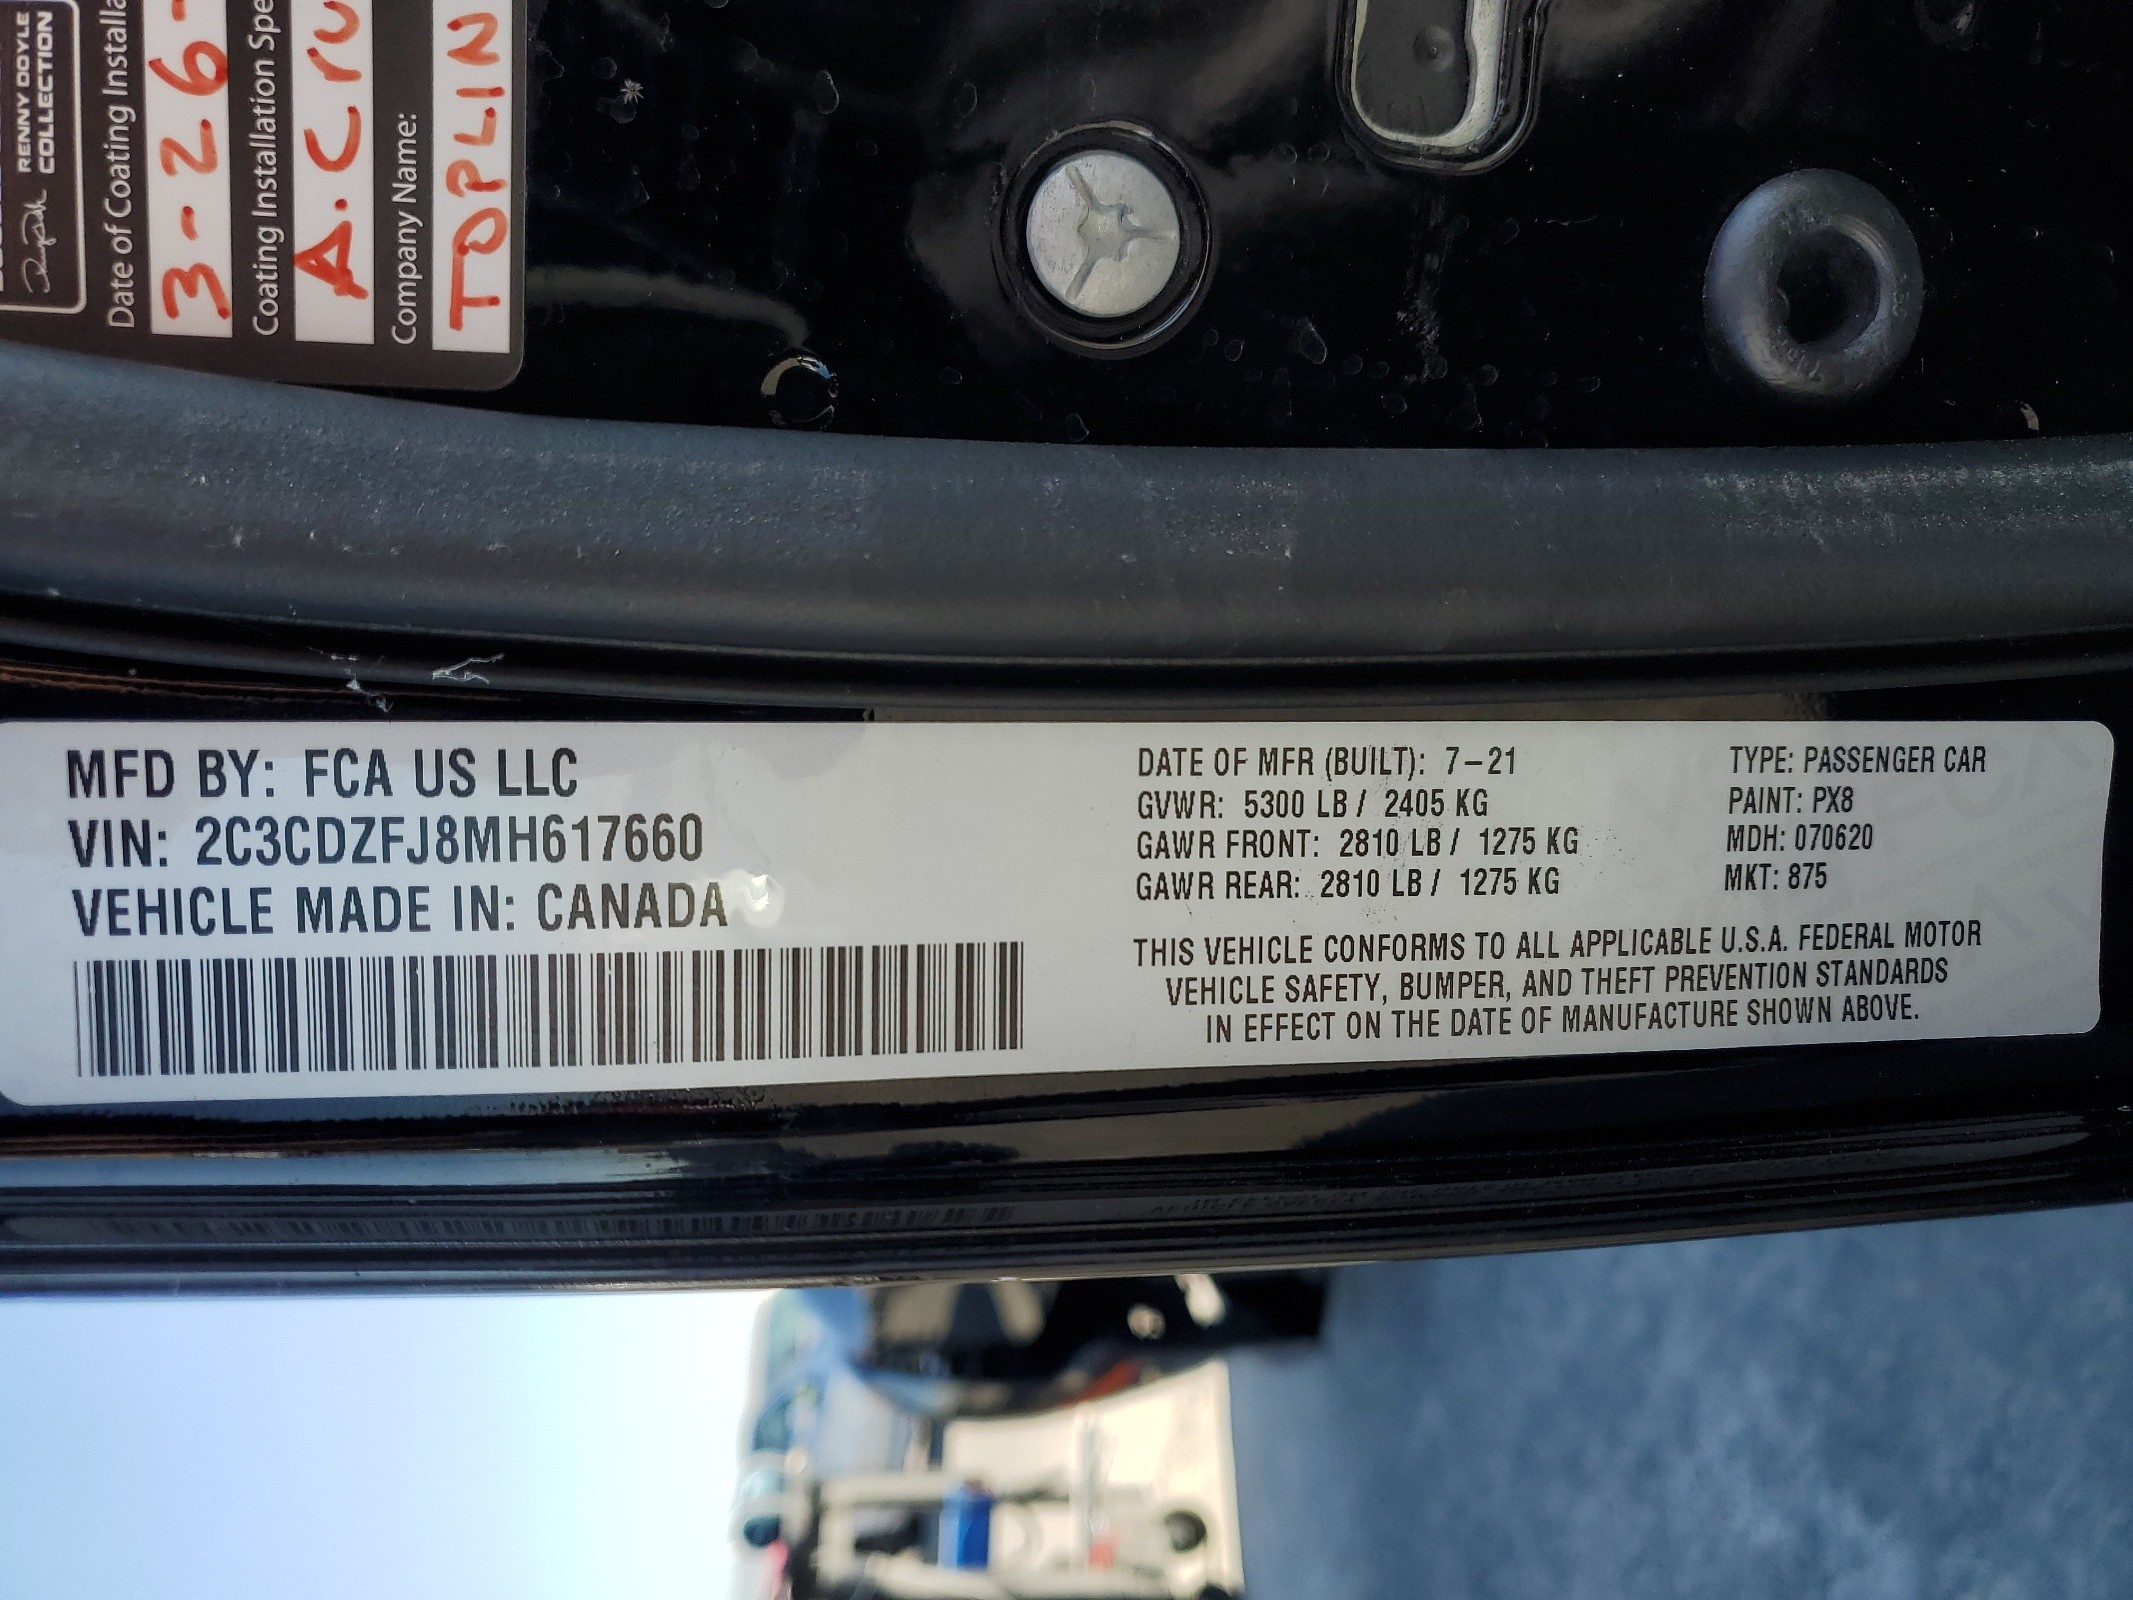 RENNY DOYLE
COLLECTION
Date of Coating Installa
3-26-
Coating Installation Spe
A.Cru
Company Name:
TOPLIN
MFD BY: FCA US LLC
VIN: 2C3CDZFJ8MH617660
VEHICLE MADE IN: CANADA
DATE OF MFR (BUILT): 7-21
GVWR: 5300 LB / 2405 KG
GAWR FRONT: 2810 LB / 1275 KG
GAWR REAR: 2810 LB / 1275 KG
TYPE: PASSENGER CAR
PAINT: PX8
MDH: 070620
MKT: 875
THIS VEHICLE CONFORMS TO ALL APPLICABLE U.S.A. FEDERAL MOTOR
VEHICLE SAFETY, BUMPER, AND THEFT PREVENTION STANDARDS
IN EFFECT ON THE DATE OF MANUFACTURE SHOWN ABOVE.